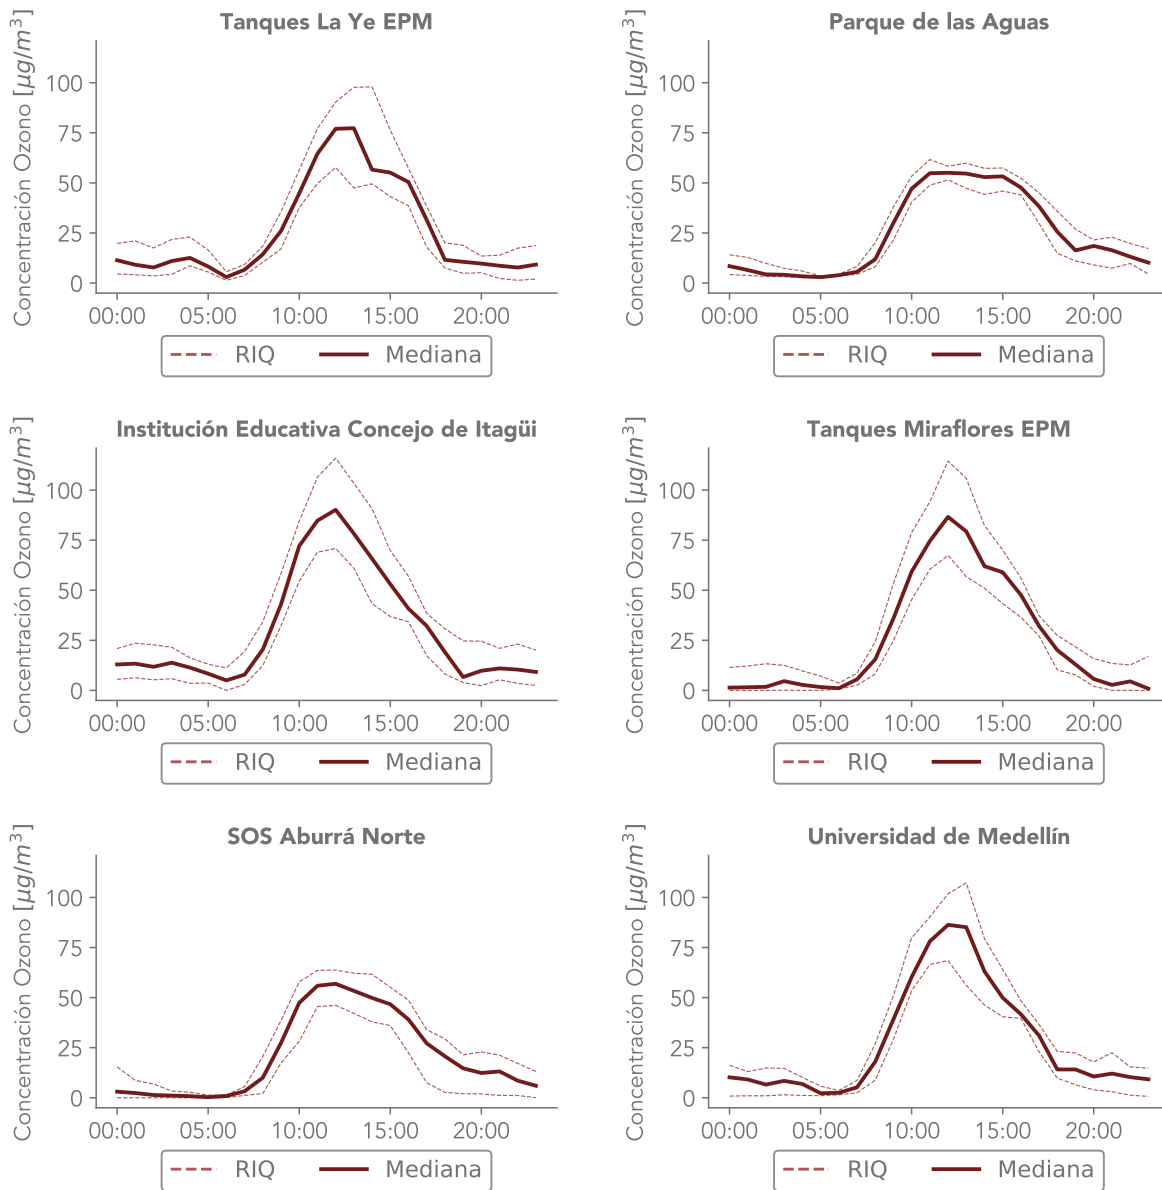 Tanques La Ye EPM
Concentración Ozono [μg/m³]
100
75
50
25
0
00:00 05:00 10:00 15:00 20:00
RIQ Mediana
Parque de las Aguas
Concentración Ozono [μg/m³]
100
75
50
25
0
00:00 05:00 10:00 15:00 20:00
RIQ Mediana
Institución Educativa Concejo de Itagüi
Concentración Ozono [μg/m³]
100
75
50
25
0
00:00 05:00 10:00 15:00 20:00
RIQ Mediana
Tanques Miraflores EPM
Concentración Ozono [μg/m³]
100
75
50
25
0
00:00 05:00 10:00 15:00 20:00
RIQ Mediana
SOS Aburrá Norte
Concentración Ozono [μg/m³]
100
75
50
25
0
00:00 05:00 10:00 15:00 20:00
RIQ Mediana
Universidad de Medellín
Concentración Ozono [μg/m³]
100
75
50
25
0
00:00 05:00 10:00 15:00 20:00
RIQ Mediana